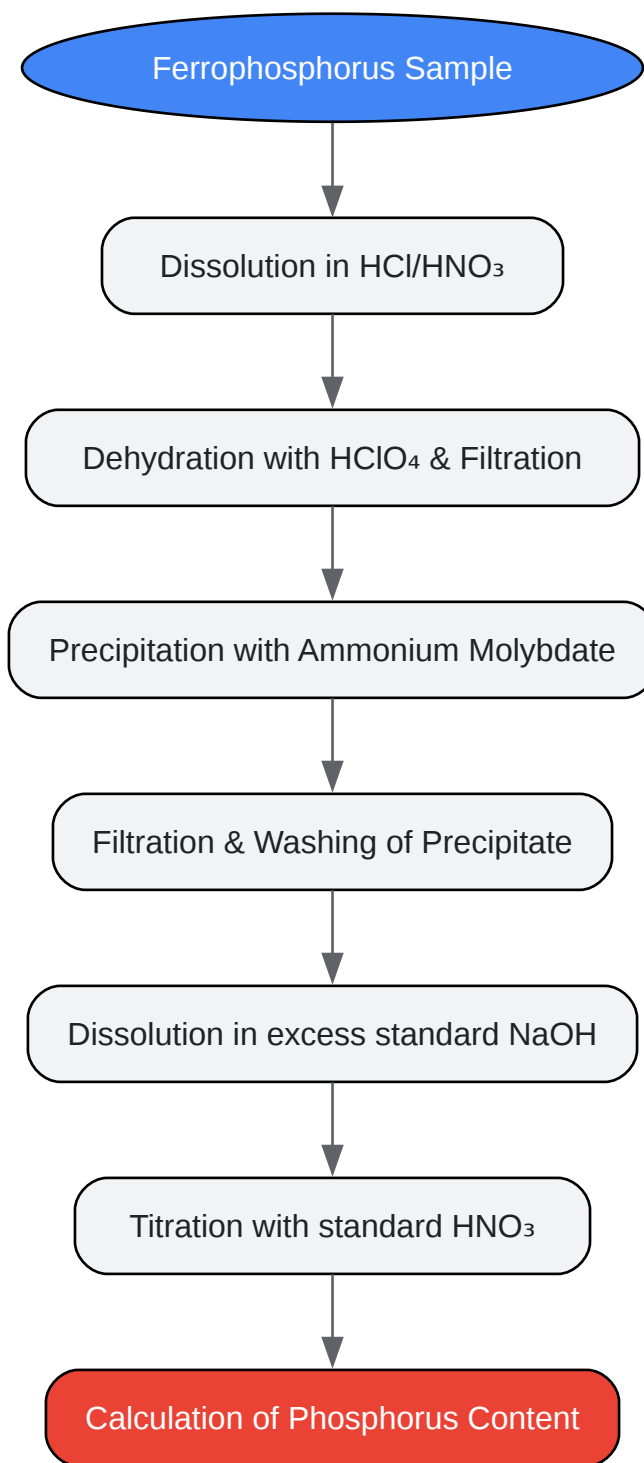 Ferrophosphorus Sample
Dissolution in HCl/HNO₃
Dehydration with HClO₄ & Filtration
Precipitation with Ammonium Molybdate
Filtration & Washing of Precipitate
Dissolution in excess standard NaOH
Titration with standard HNO₃
Calculation of Phosphorus Content